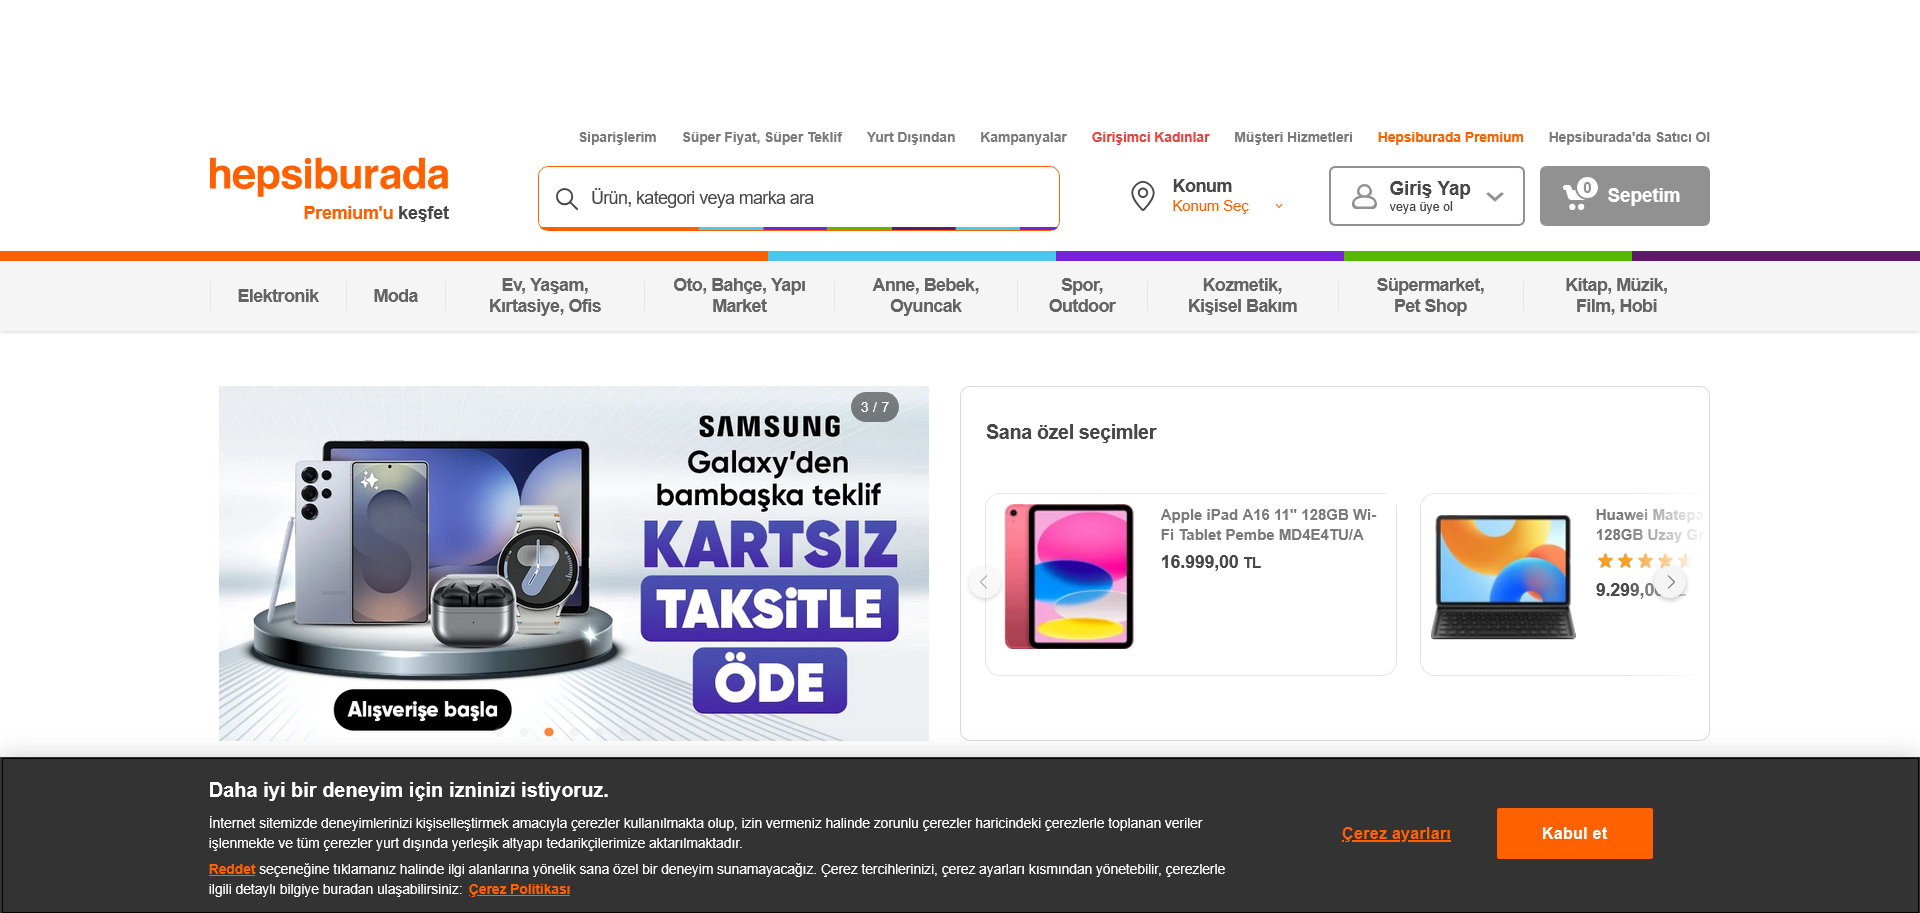 Siparişlerim Süper Fiyat, Süper Teklif Yurt Dışından Kampanyalar Girişimci Kadınlar Müşteri Hizmetleri Hepsiburada Premium Hepsiburada'da Satıcı Ol
hepsiburada
Premium'u keşfet
Ürün, kategori veya marka ara
Konum
Konum Seç
Giriş Yap
veya üye ol
0
Sepetim
Elektronik
Moda
Ev, Yaşam,
Kırtasiye, Ofis
Oto, Bahçe, Yapı
Market
Anne, Bebek,
Oyuncak
Spor,
Outdoor
Kozmetik,
Kişisel Bakım
Süpermarket,
Pet Shop
Kitap, Müzik,
Film, Hobi
3 / 7
SAMSUNG
Galaxy'den
bambaşka teklif
KARTSIZ
TAKSİTLE
ÖDE
Alışverişe başla
Sana özel seçimler
Apple iPad A16 11" 128GB Wi-
Fi Tablet Pembe MD4E4TU/A
16.999,00 TL
Huawei Matepa
128GB Uzay Gr
9.299,00
Daha iyi bir deneyim için izninizi istiyoruz.
İnternet sitemizde deneyimlerinizi kişiselleştirmek amacıyla çerezler kullanılmakta olup, izin vermeniz halinde zorunlu çerezler haricindeki çerezlerle toplanan veriler
işlenmekte ve tüm çerezler yurt dışında yerleşik altyapı tedarikçilerimize aktarılmaktadır.
Reddet seçeneğine tıklamanız halinde ilgi alanlarına yönelik sana özel bir deneyim sunamayacağız. Çerez tercihlerinizi, çerez ayarları kısmından yönetebilir, çerezlerle
ilgili detaylı bilgiye buradan ulaşabilirsiniz: Çerez Politikası
Çerez ayarları
Kabul et